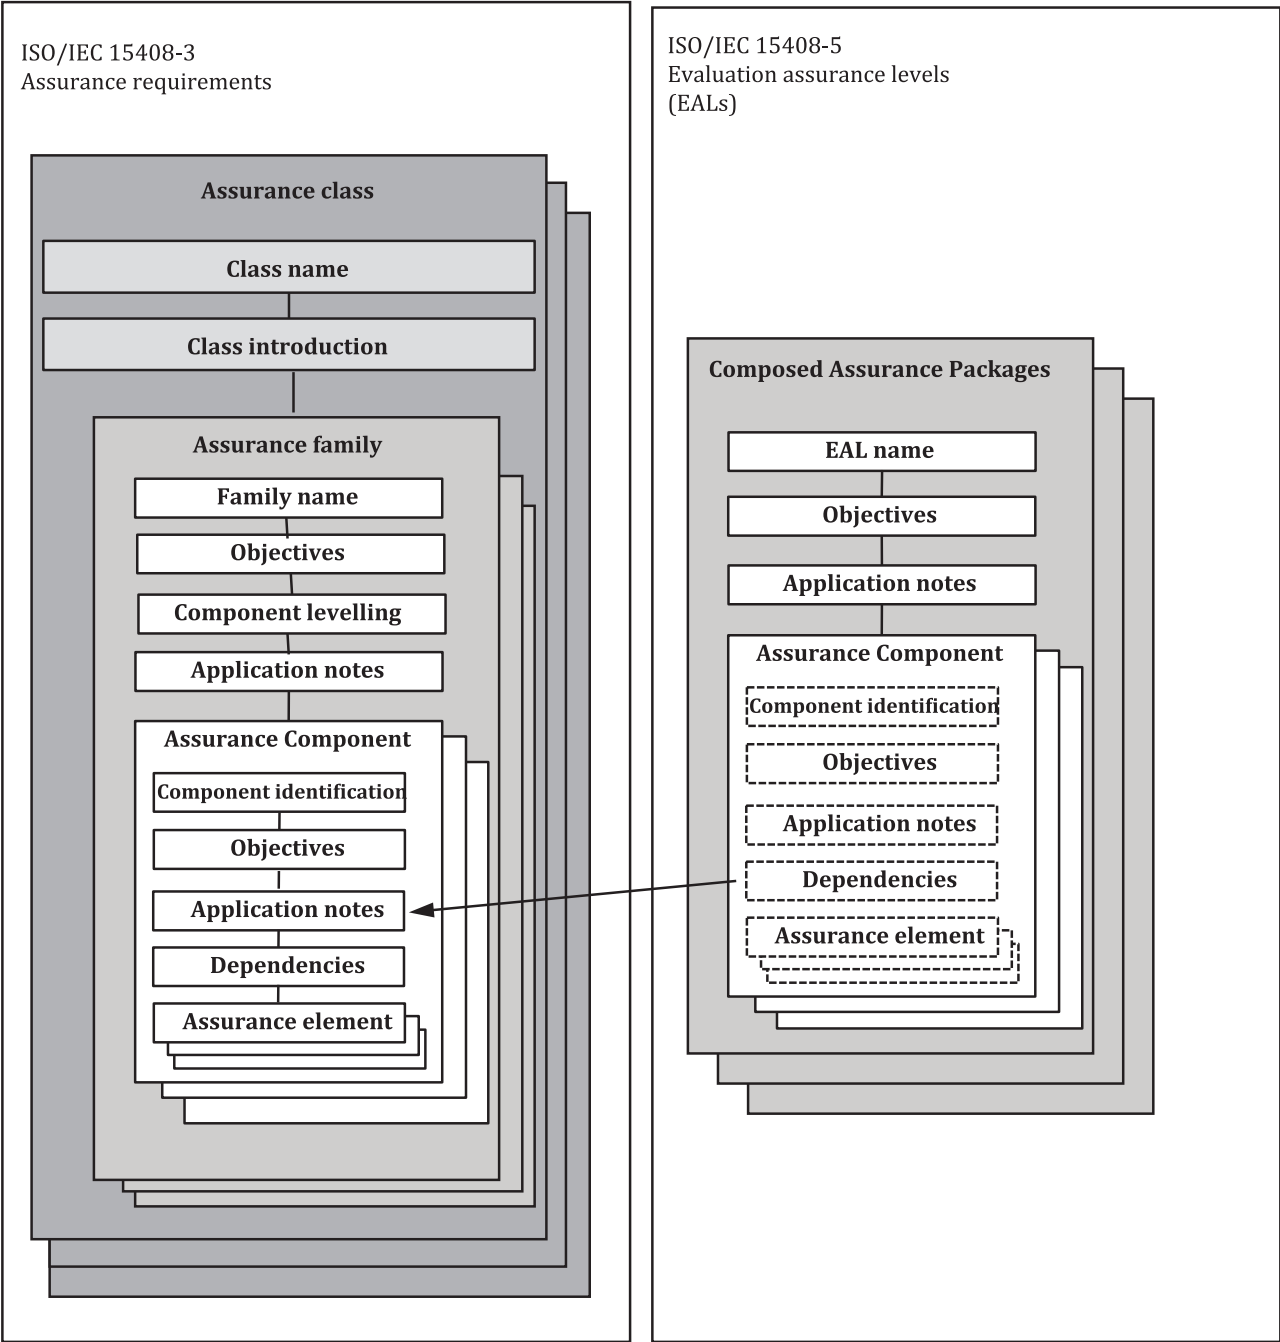 ISO/IEC 15408-3
Assurance requirements
Assurance class
Class name
Class introduction
Assurance family
Family name
Objectives
Component levelling
Application notes
Assurance Component
Component identification
Objectives
Application notes
Dependencies
Assurance element
ISO/IEC 15408-5
Evaluation assurance levels
(EALs)
Composed Assurance Packages
EAL name
Objectives
Application notes
Assurance Component
Component identification
Objectives
Application notes
Dependencies
Assurance element